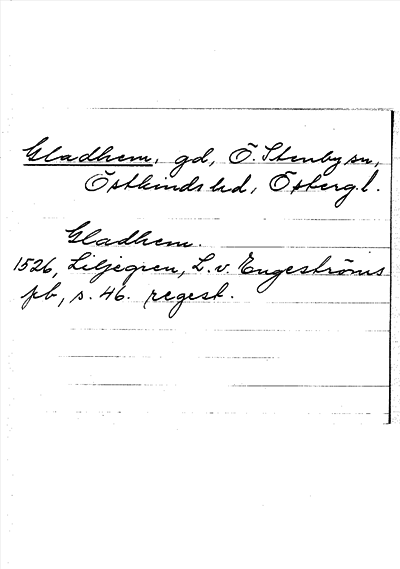 Gladhem, gd, Ö. Stenby sn,
Östkinds hd, Östergl.
Gladhem.
1526, Liljegren, L. v. Engeströms
pb, s. 46. regest.